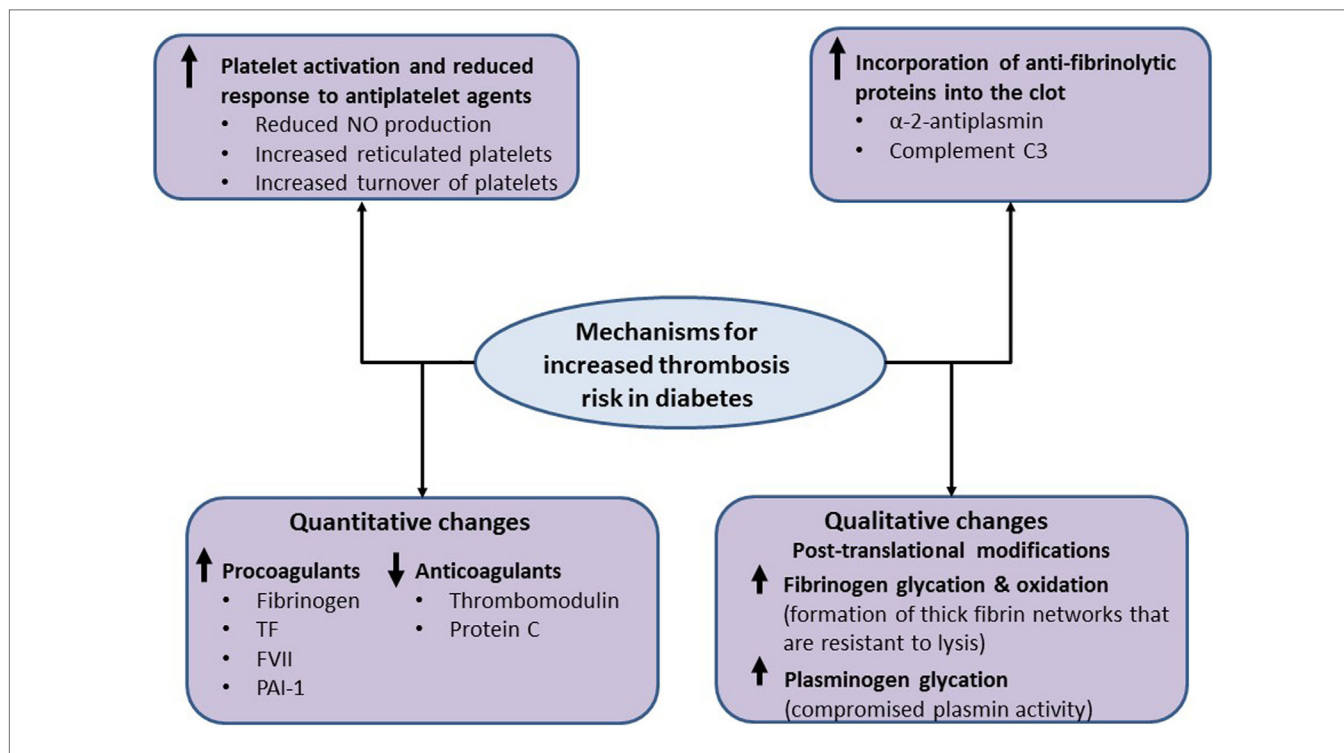 Platelet activation and reduced
response to antiplatelet agents
• Reduced NO production
• Increased reticulated platelets
• Increased turnover of platelets
Incorporation of anti-fibrinolytic
proteins into the clot
• α-2-antiplasmin
• Complement C3
Mechanisms for
increased thrombosis
risk in diabetes
Quantitative changes
Procoagulants
• Fibrinogen
• TF
• FVII
• PAI-1
Anticoagulants
• Thrombomodulin
• Protein C
Qualitative changes
Post-translational modifications
Fibrinogen glycation & oxidation
(formation of thick fibrin networks that
are resistant to lysis)
Plasminogen glycation
(compromised plasmin activity)